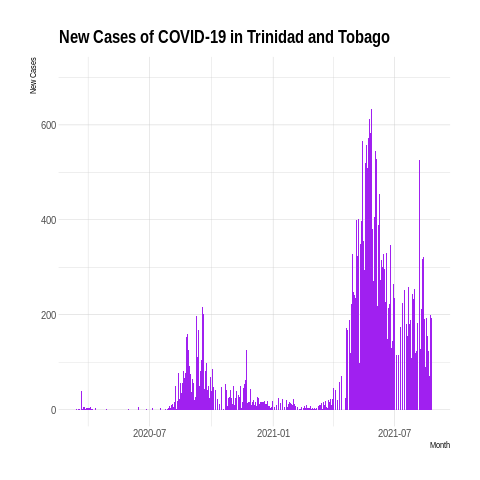 New Cases of COVID-19 in Trinidad and Tobago
New Cases
600
400
200
0
2020-07 2021-01 2021-07
Month